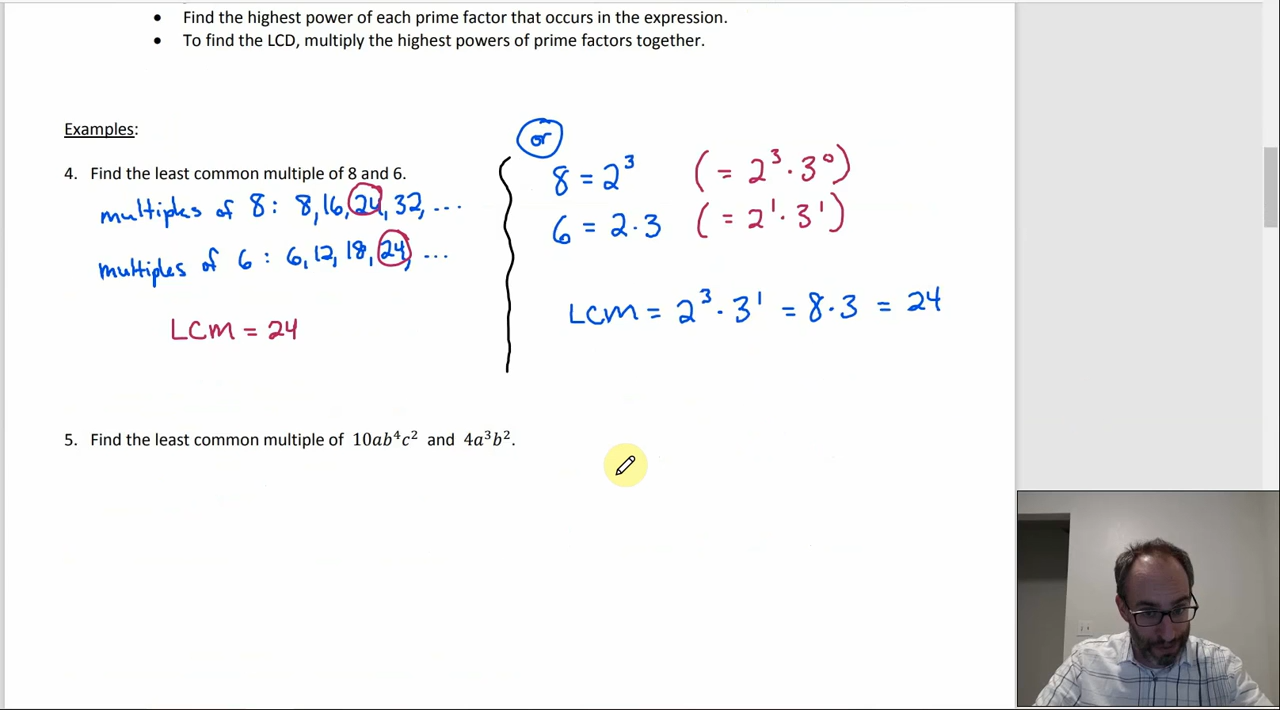 • Find the highest power of each prime factor that occurs in the expression.
• To find the LCD, multiply the highest powers of prime factors together.
Examples:
4. Find the least common multiple of 8 and 6.
multiples of 8 : 8, 16, 24, 32, ...
multiples of 6 : 6, 12, 18, 24, ...
LCM = 24
or
8 = 2³ (= 2³ · 3⁰)
6 = 2 · 3 (= 2¹ · 3¹)
LCM = 2³ · 3¹ = 8 · 3 = 24
5. Find the least common multiple of 10ab⁴c² and 4a³b².